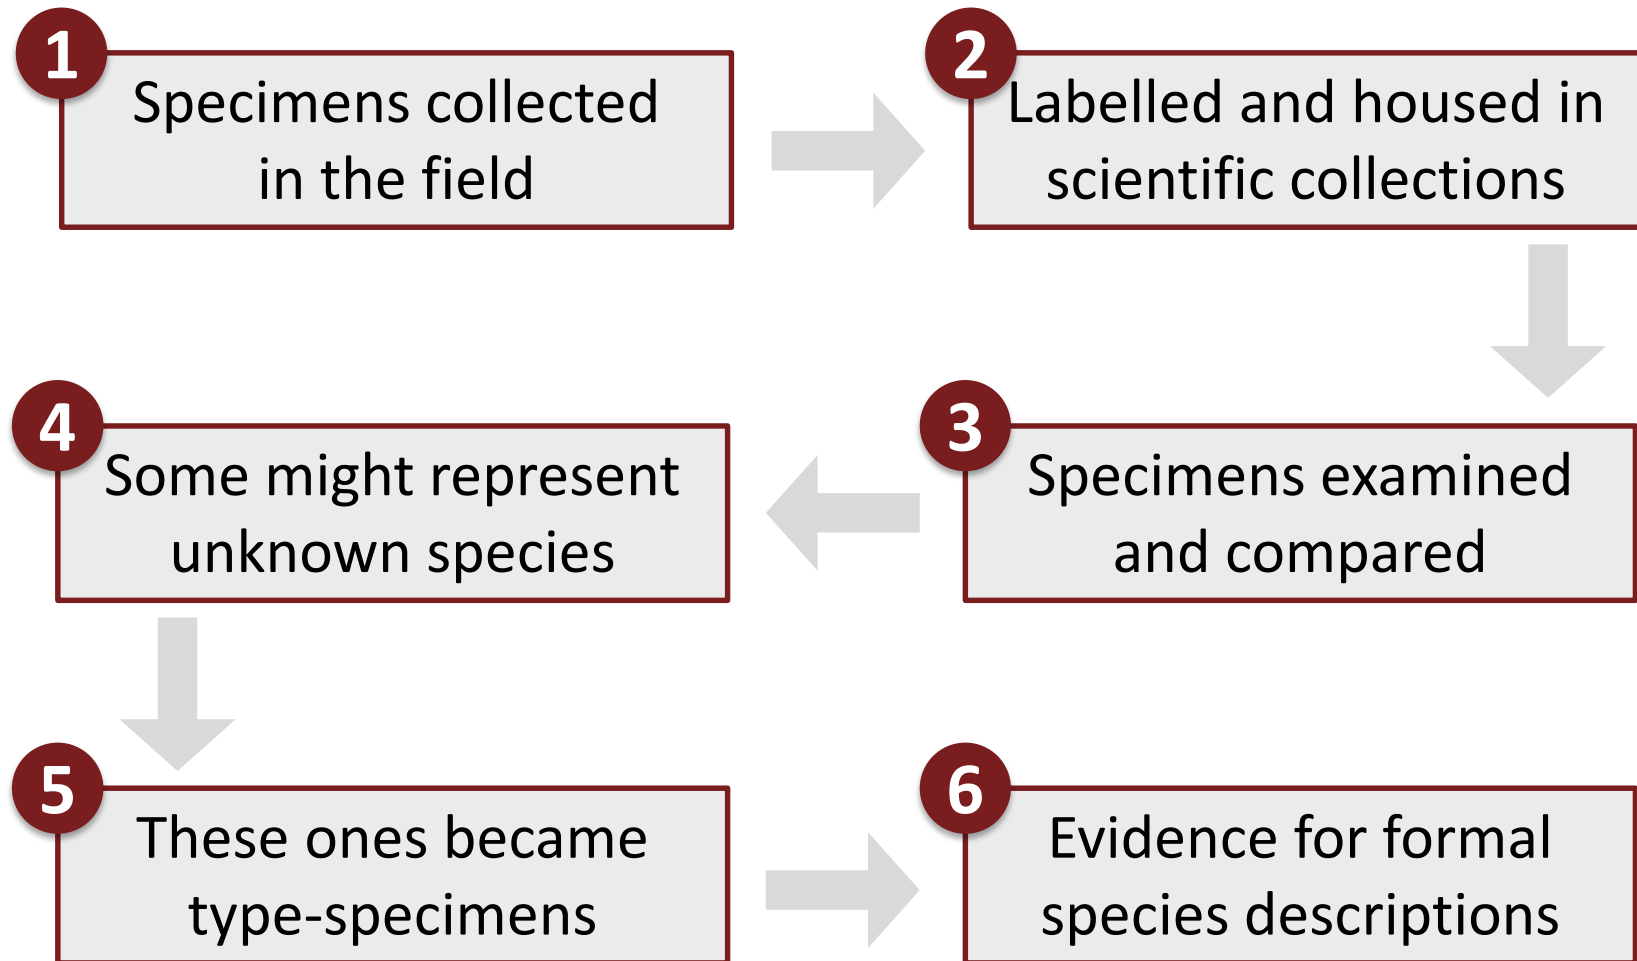 1
Specimens collected
in the field
2
Labelled and housed in
scientific collections
3
Specimens examined
and compared
4
Some might represent
unknown species
5
These ones became
type-specimens
6
Evidence for formal
species descriptions